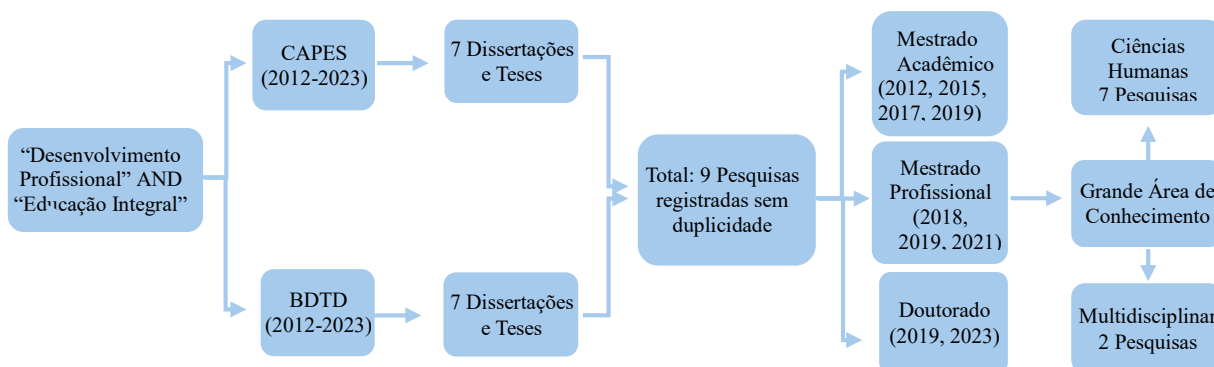 “Desenvolvimento
Profissional” AND
“Educação Integral”
CAPES
(2012-2023)
7 Dissertações
e Teses
BDTD
(2012-2023)
7 Dissertações
e Teses
Total: 9 Pesquisas
registradas sem
duplicidade
Mestrado
Acadêmico
(2012, 2015,
2017, 2019)
Mestrado
Profissional
(2018,
2019, 2021)
Doutorado
(2019, 2023)
Ciências
Humanas
7 Pesquisas
Grande Área de
Conhecimento
Multidisciplinar
2 Pesquisas